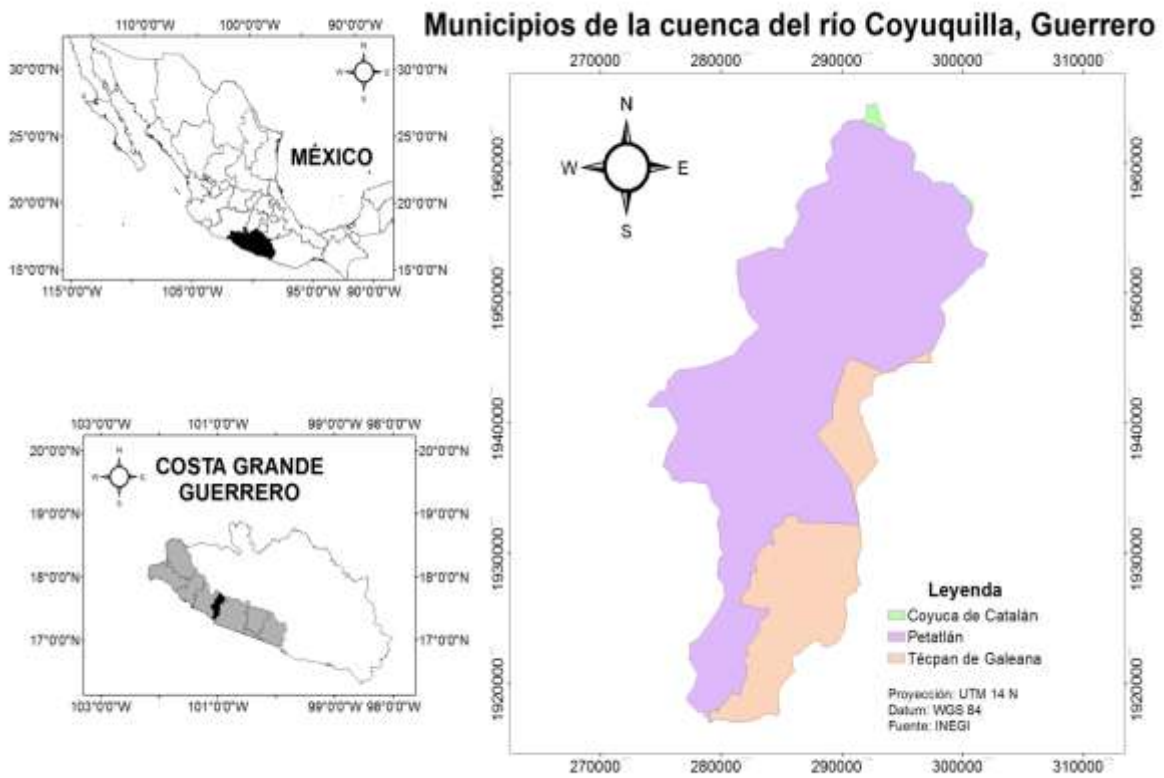 Municipios de la cuenca del río Coyuquilla, Guerrero
110°0'0"W 100°0'0"W 90°0'0"W
30°0'0"N 30°0'0"N
25°0'0"N 25°0'0"N
20°0'0"N 20°0'0"N
15°0'0"N 15°0'0"N
N
W E
S
MÉXICO
115°0'0"W 105°0'0"W 95°0'0"W 90°0'0"W
103°0'0"W 101°0'0"W 99°0'0"W 98°0'0"W
20°0'0"N 20°0'0"N
19°0'0"N 19°0'0"N
18°0'0"N 18°0'0"N
17°0'0"N 17°0'0"N
N
W E
S
COSTA GRANDE
GUERRERO
103°0'0"W 101°0'0"W 99°0'0"W 98°0'0"W
270000 280000 290000 300000 310000
1960000 1960000
1950000 1950000
1940000 1940000
1930000 1930000
1920000 1920000
N
W E
S
Leyenda
Coyuca de Catalán
Petatlán
Técpan de Galeana
Proyección: UTM 14 N
Datum: WGS 84
Fuente: INEGI
270000 280000 290000 300000 310000